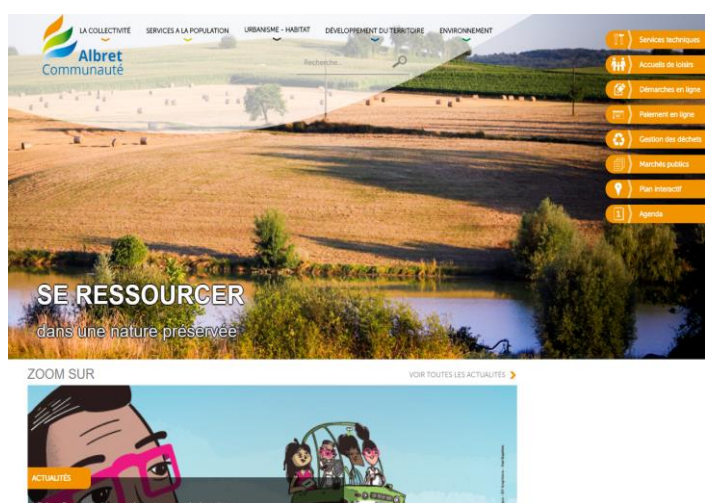 LA COLLECTIVITÉ
SERVICES A LA POPULATION
URBANISME - HABITAT
DÉVELOPPEMENT DU TERRITOIRE
ENVIRONNEMENT
Albret
Communauté
Recherche...
Services techniques
Accueils de loisirs
Démarches en ligne
Paiement en ligne
Gestion des déchets
Marchés publics
Plan interactif
1
Agenda
SE RESSOURCER
dans une nature préservée
ZOOM SUR
VOIR TOUTES LES ACTUALITÉS
ACTUALITÉS